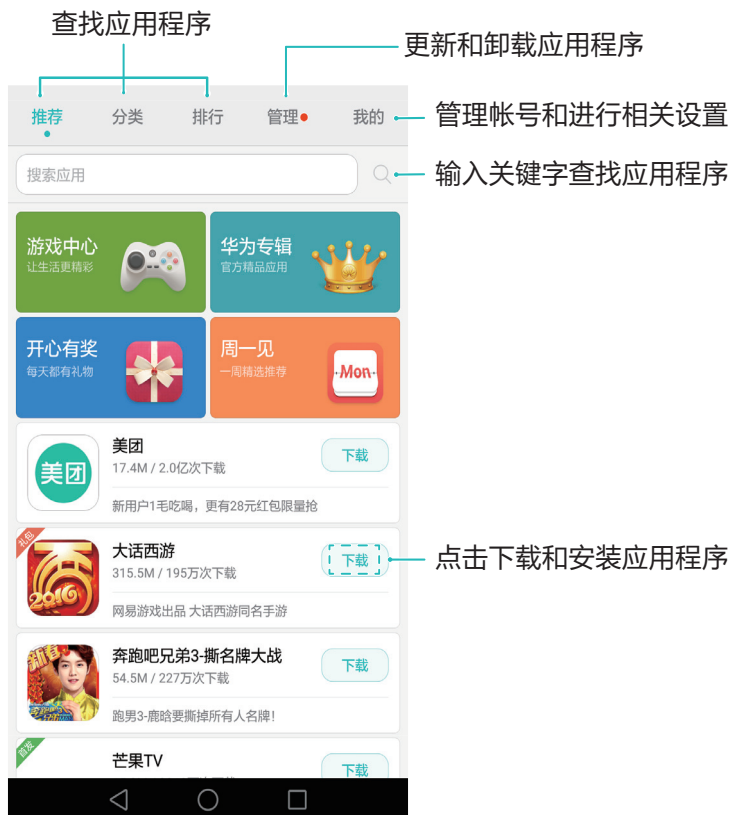 查找应用程序
更新和卸载应用程序
推荐 分类 排行 管理 我的
管理帐号和进行相关设置
搜索应用
输入关键字查找应用程序
游戏中心
让生活更精彩
华为专辑
官方精品应用
开心有奖
每天都有礼物
周一见
一周精选推荐
Mon
美团
美团
17.4M / 2.0亿次下载
下载
新用户1毛吃喝，更有28元红包限量抢
礼包
2016
大话西游
315.5M / 195万次下载
下载
点击下载和安装应用程序
网易游戏出品 大话西游同名手游
奔跑吧兄弟3-撕名牌大战
54.5M / 227万次下载
下载
跑男3-鹿晗要撕掉所有人名牌!
首发
芒果TV
下载